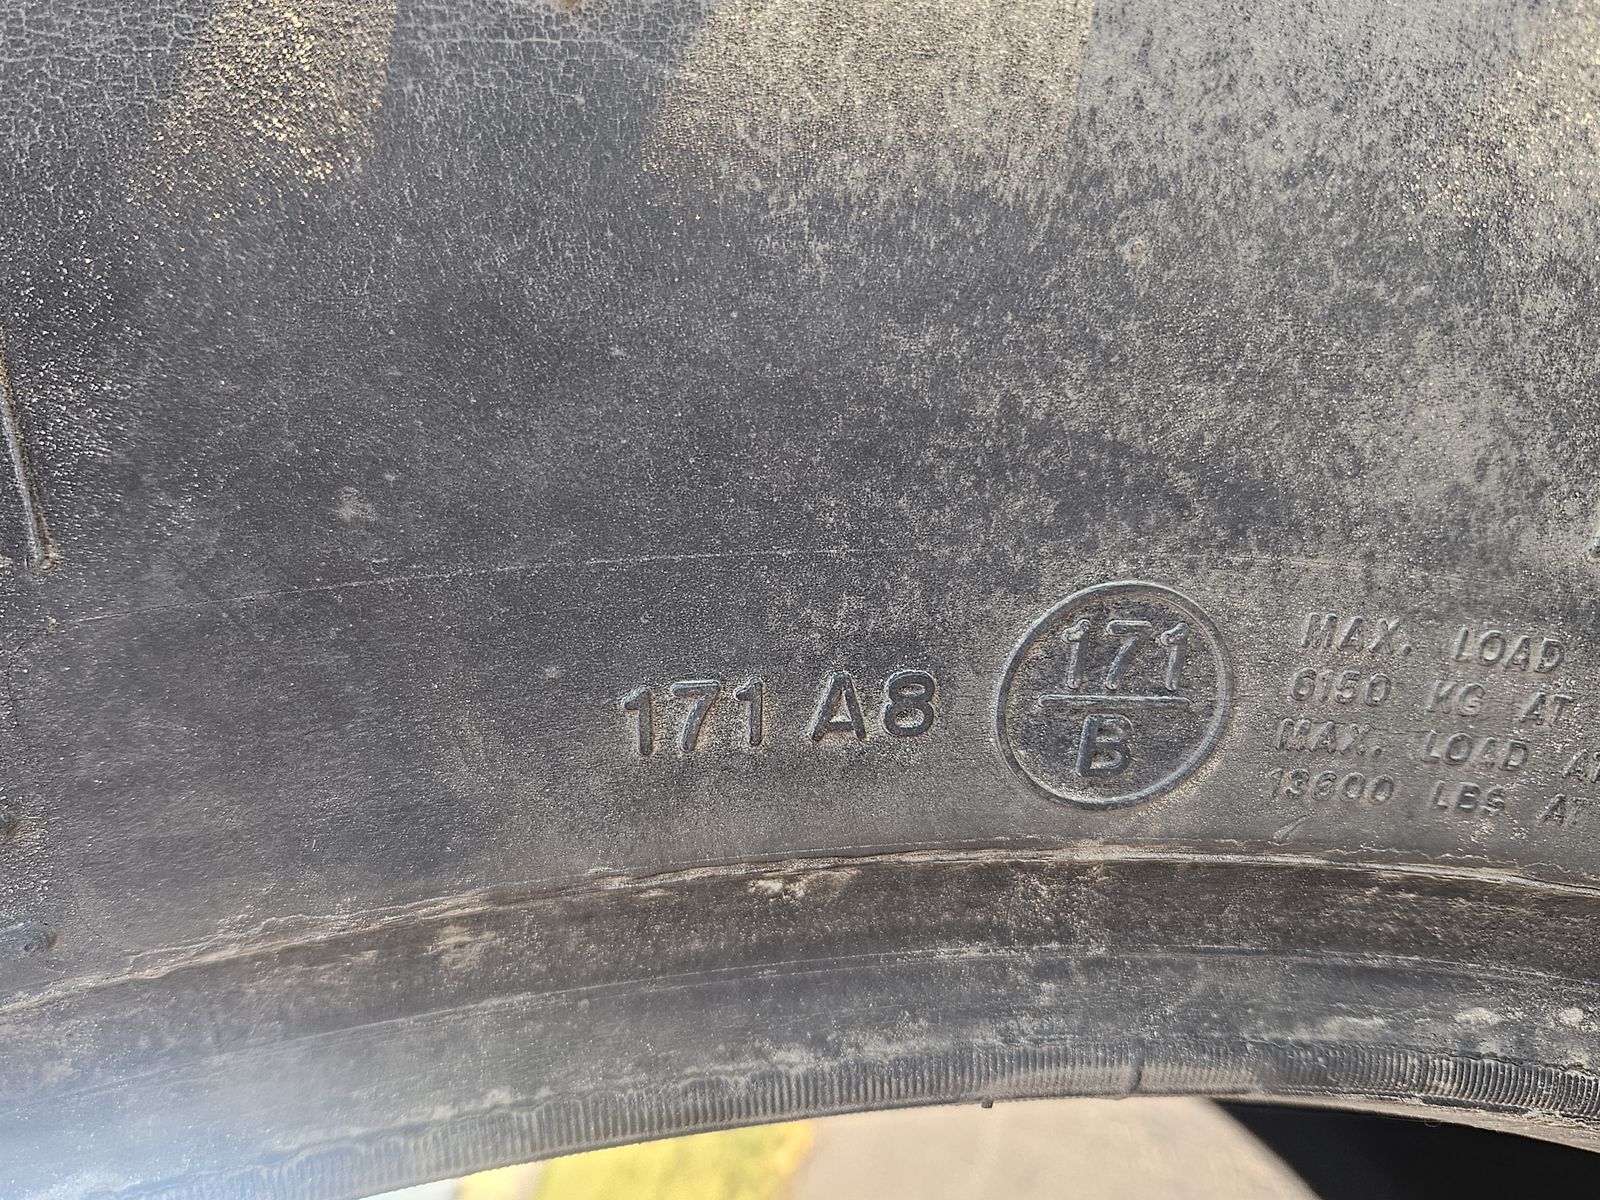 171 A8
171
B
MAX. LOAD
6150 KG AT
MAX. LOAD AT
13600 LBS AT